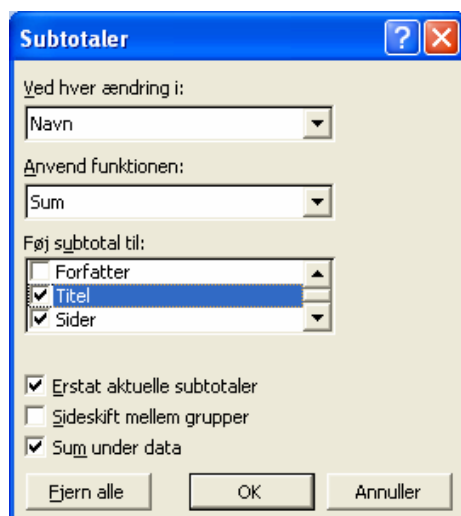 Subtotaler
Ved hver ændring i:
Navn
Anvend funktionen:
Sum
Føj subtotal til:
Forfatter
Titel
Sider
Erstat aktuelle subtotaler
Sideskift mellem grupper
Sum under data
Fjern alle
OK
Annuller